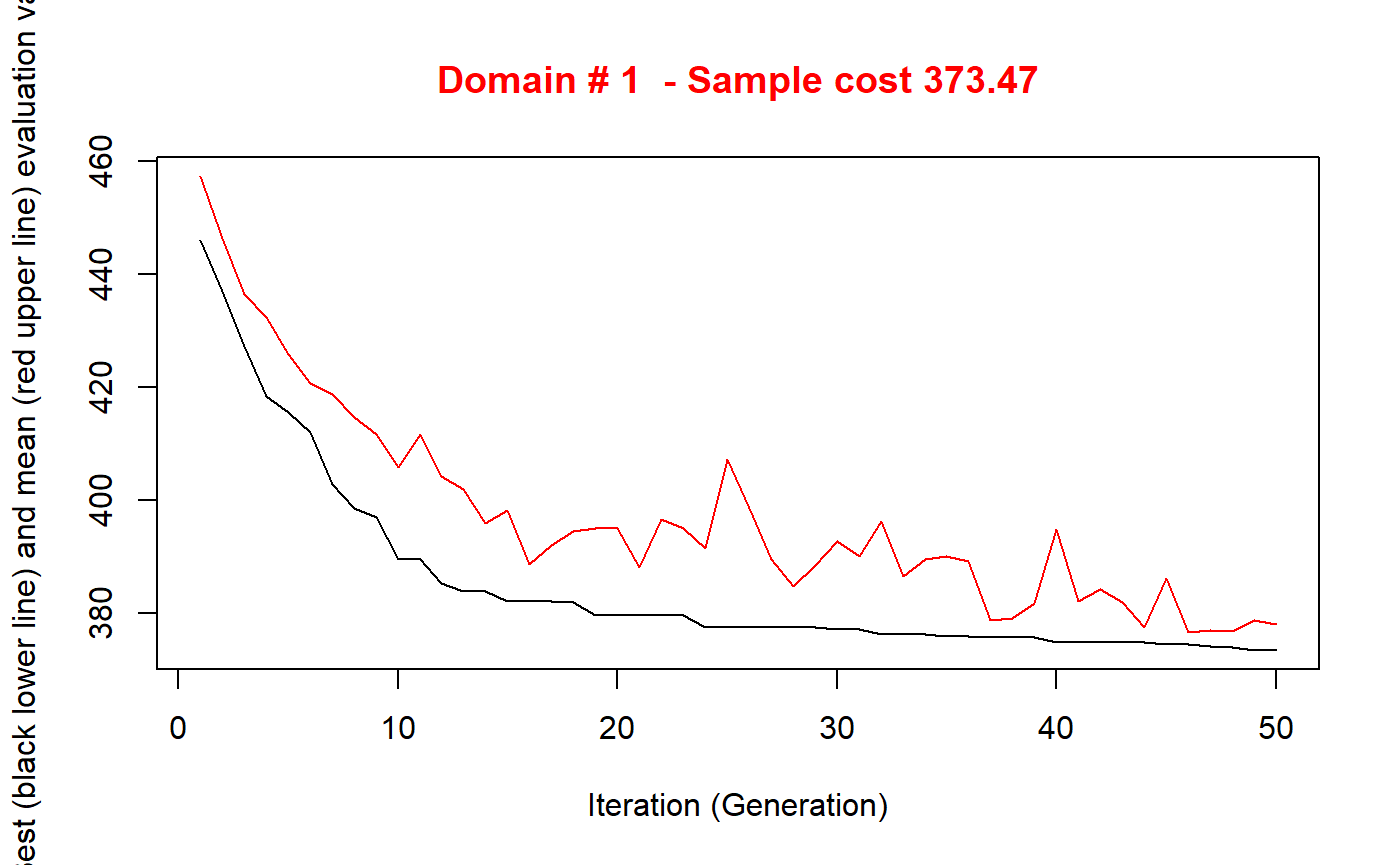 Domain # 1 - Sample cost 373.47
est (black lower line) and mean (red upper line) evaluation
460
440
420
400
380
0 10 20 30 40 50
Iteration (Generation)